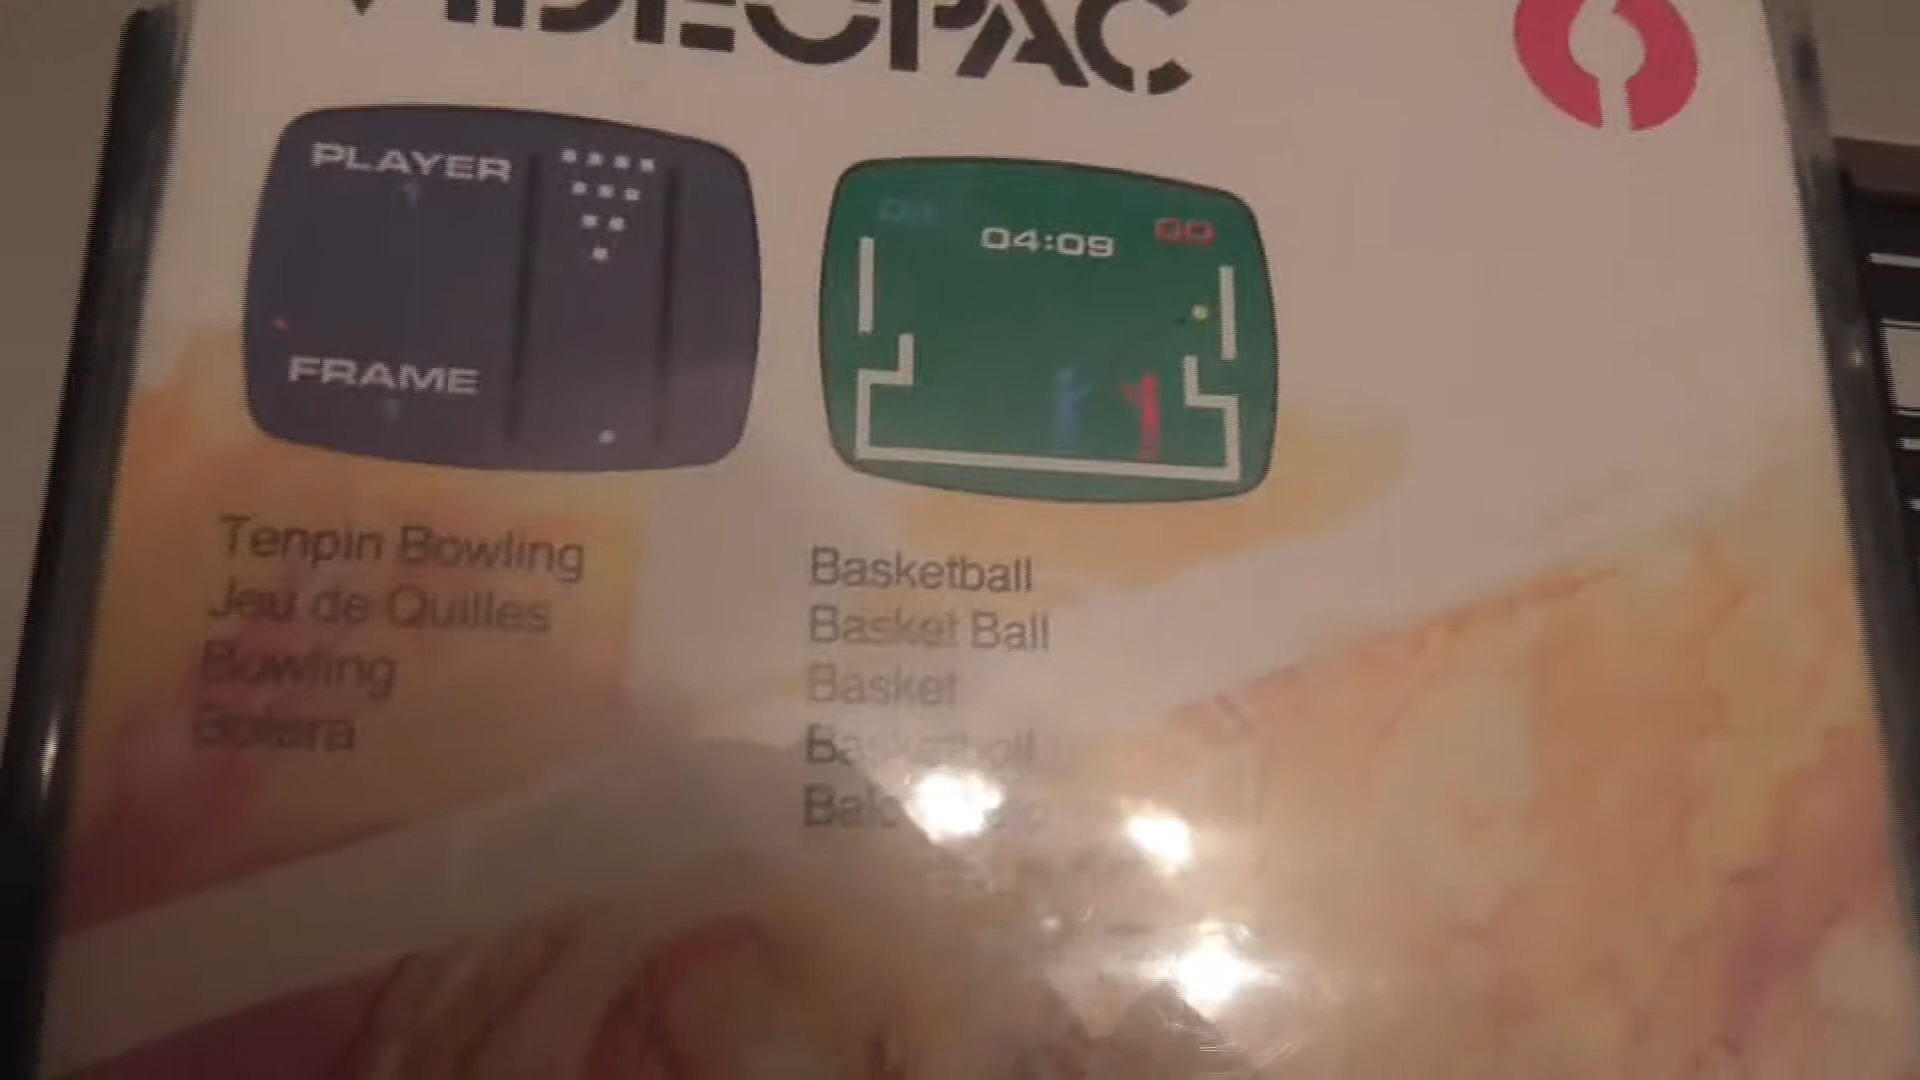 VIDEOPAC
PLAYER
1
FRAME
04:09
Tenpin Bowling
Jeu de Quilles
Bowling
Bolera
Basketball
Basket Ball
Basket